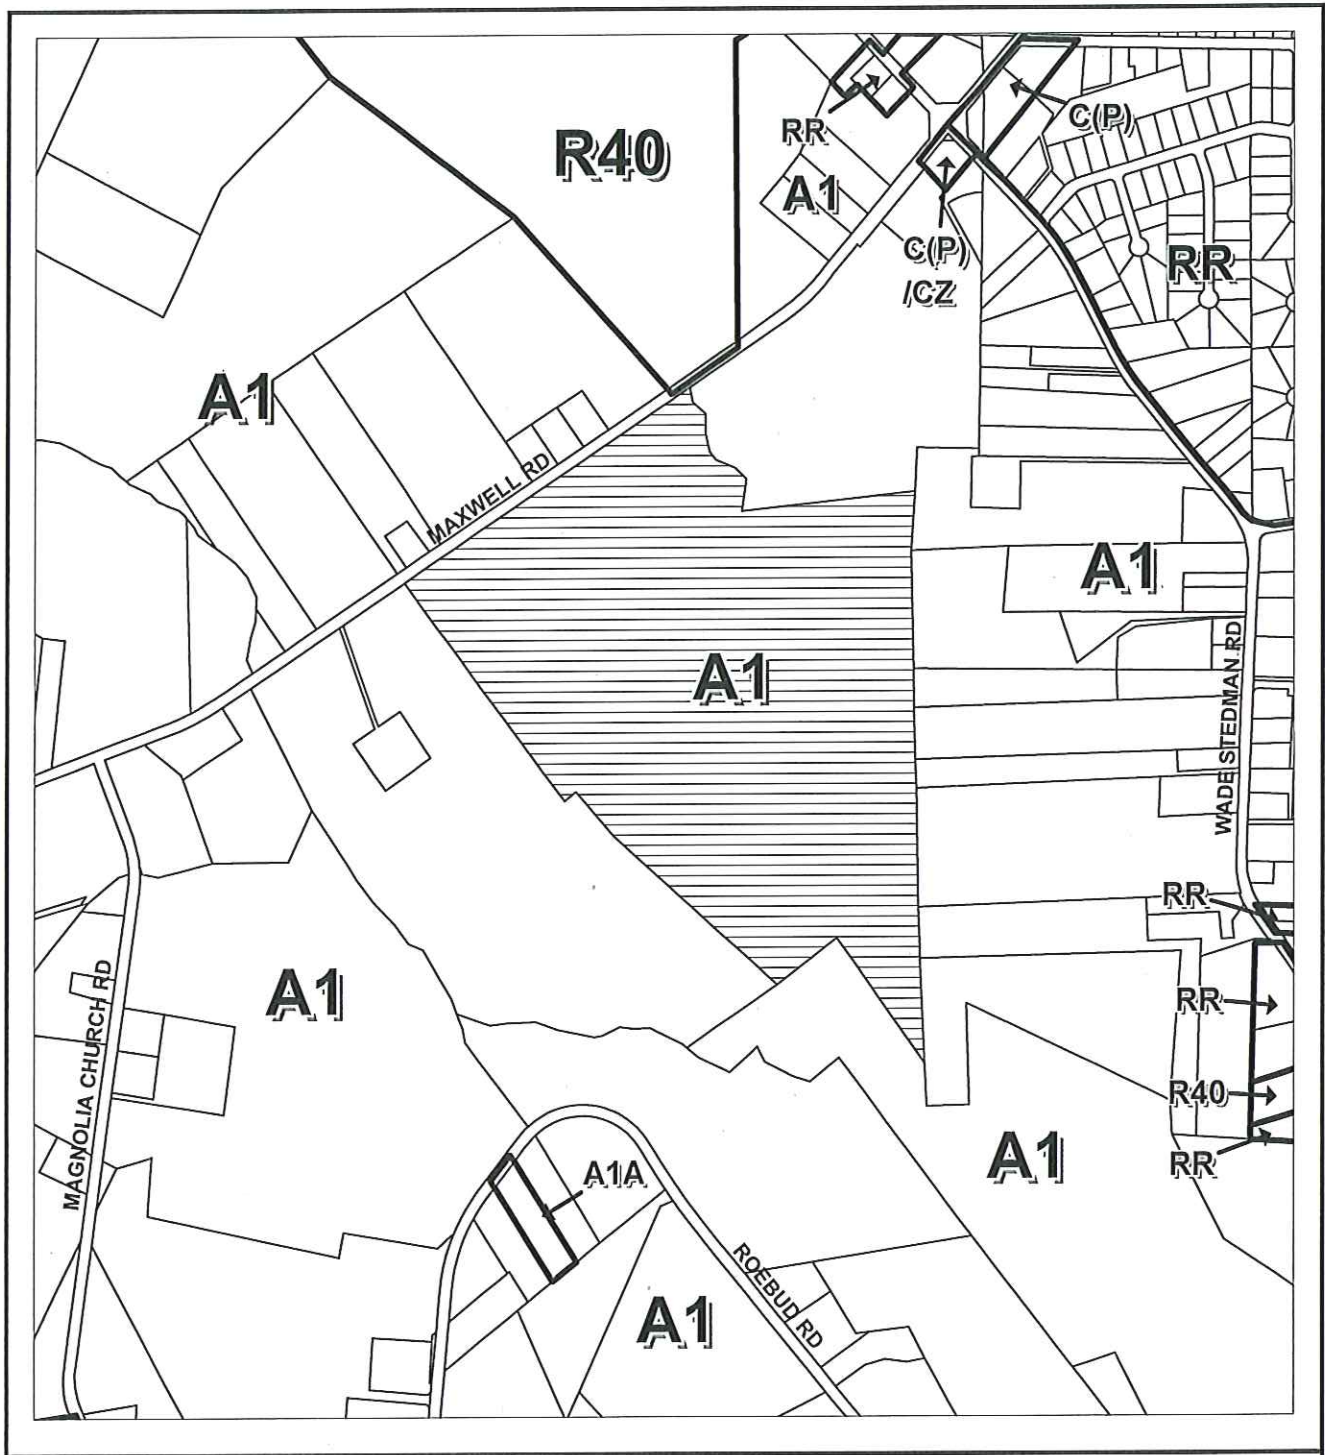 R40
RR
C(P)
A1
C(P)
/CZ
RR
A1
MAXWELL RD
A1
A1
WADE STEDMAN RD
RR
A1
RR
MAGNOLIA CHURCH RD
R40
A1
RR
A1A
ROEBUD RD
A1